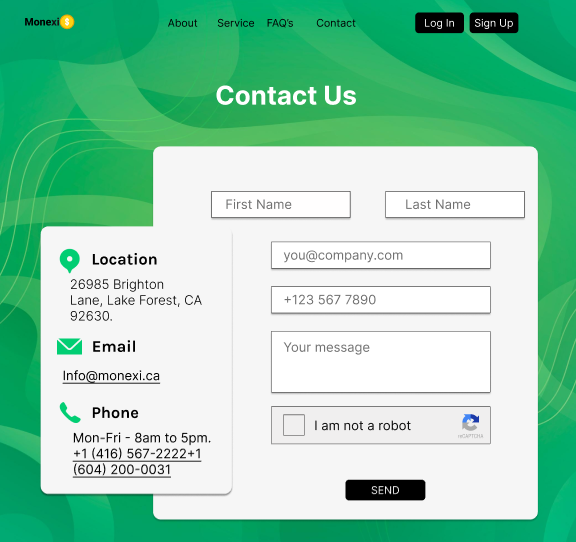 Monexi
About Service FAQ's Contact
Log In Sign Up
Contact Us
First Name Last Name
you@company.com
+123 567 7890
Your message
I am not a robot
reCAPTCHA
SEND
Location
26985 Brighton
Lane, Lake Forest, CA
92630.
Email
Info@monexi.ca
Phone
Mon-Fri - 8am to 5pm.
+1 (416) 567-2222+1
(604) 200-0031